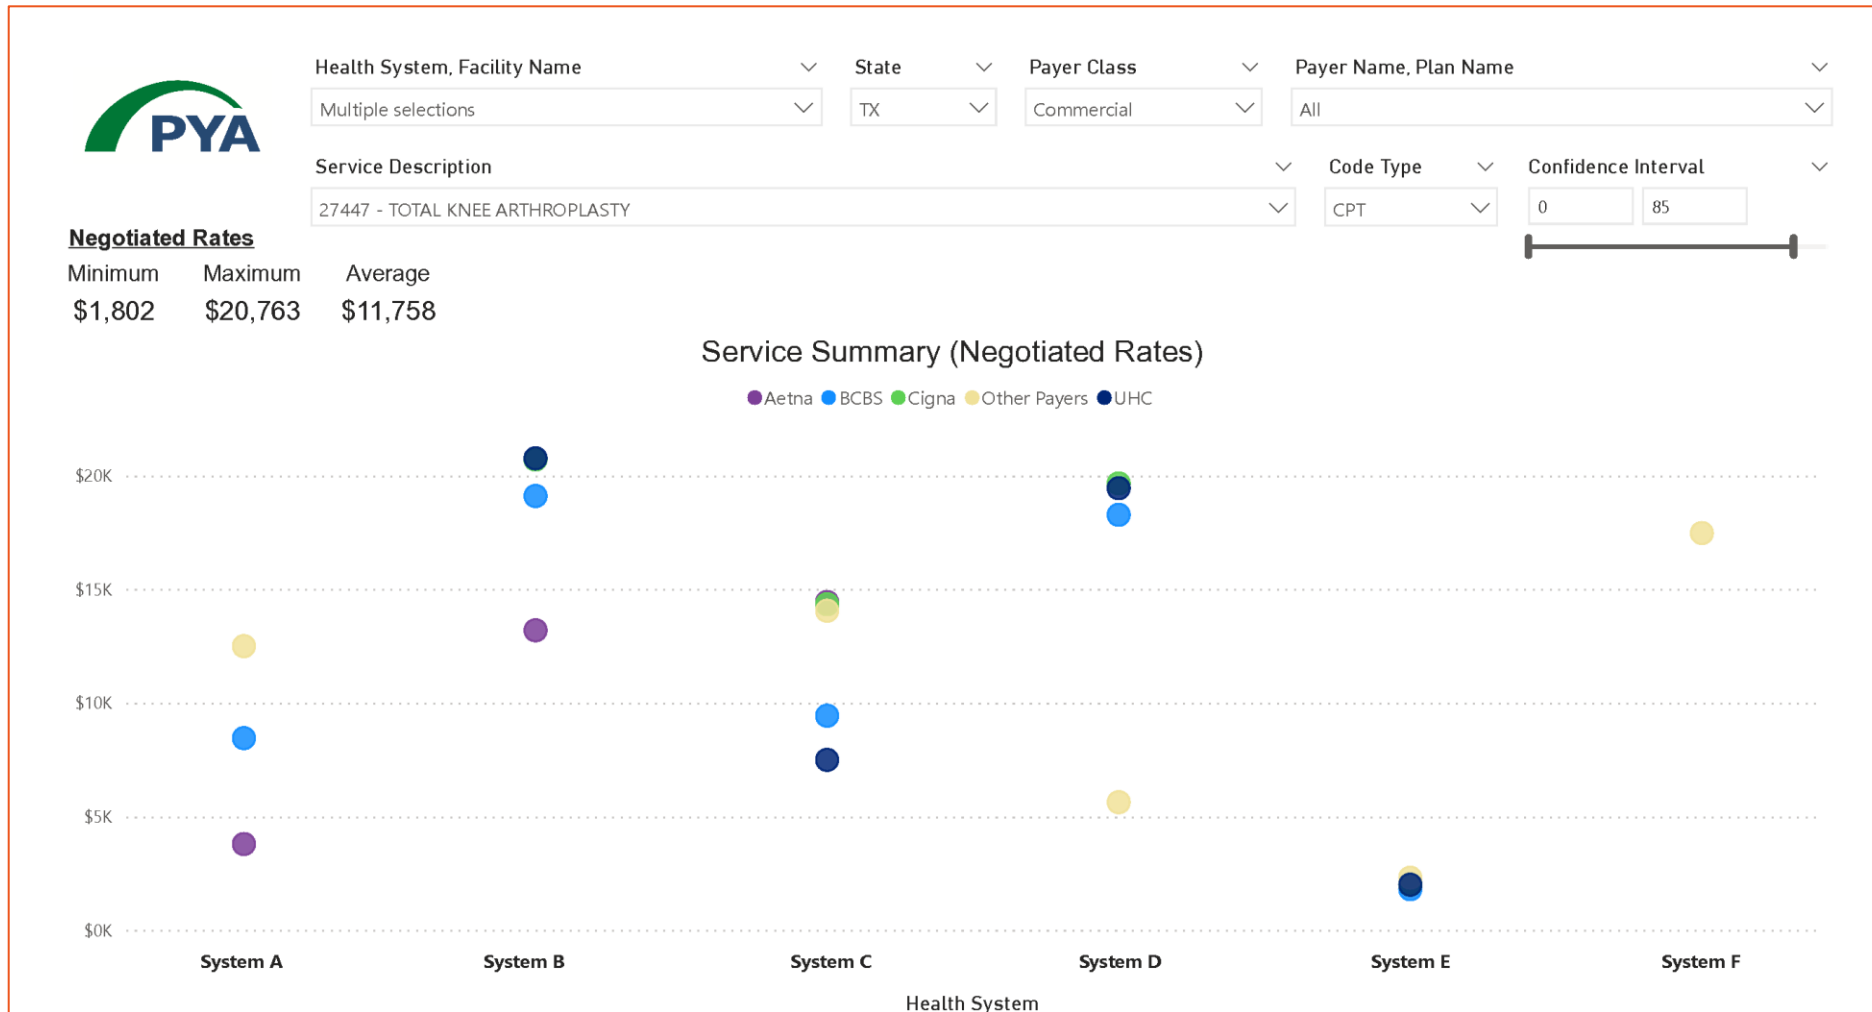 PYA
Health System, Facility Name State Payer Class Payer Name, Plan Name
Multiple selections TX Commercial All
Service Description Code Type Confidence Interval
27447 - TOTAL KNEE ARTHROPLASTY CPT 0 85
Negotiated Rates
Minimum Maximum Average
$1,802 $20,763 $11,758
Service Summary (Negotiated Rates)
Aetna BCBS Cigna Other Payers UHC
$20K
$15K
$10K
$5K
$0K
System A System B System C System D System E System F
Health System